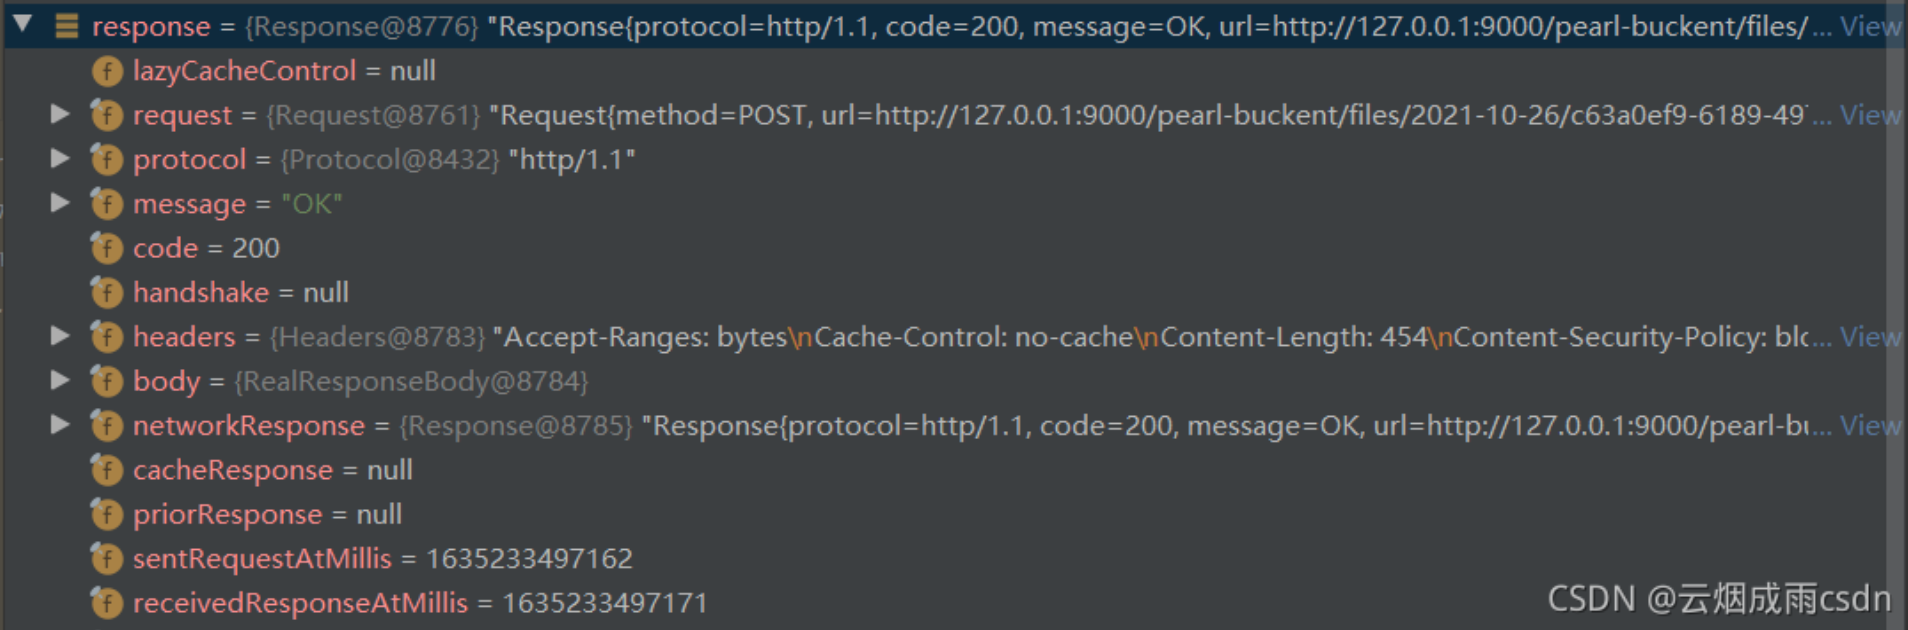 response = {Response@8776} "Response{protocol=http/1.1, code=200, message=OK, url=http://127.0.0.1:9000/pearl-buckent/files/... View
f lazyCacheControl = null
f request = {Request@8761} "Request{method=POST, url=http://127.0.0.1:9000/pearl-buckent/files/2021-10-26/c63a0ef9-6189-49... View
f protocol = {Protocol@8432} "http/1.1"
f message = "OK"
f code = 200
f handshake = null
f headers = {Headers@8783} "Accept-Ranges: bytes\nCache-Control: no-cache\nContent-Length: 454\nContent-Security-Policy: blc... View
f body = {RealResponseBody@8784}
f networkResponse = {Response@8785} "Response{protocol=http/1.1, code=200, message=OK, url=http://127.0.0.1:9000/pearl-bu... View
f cacheResponse = null
f priorResponse = null
f sentRequestAtMillis = 1635233497162
f receivedResponseAtMillis = 1635233497171
CSDN @云烟成雨csdn